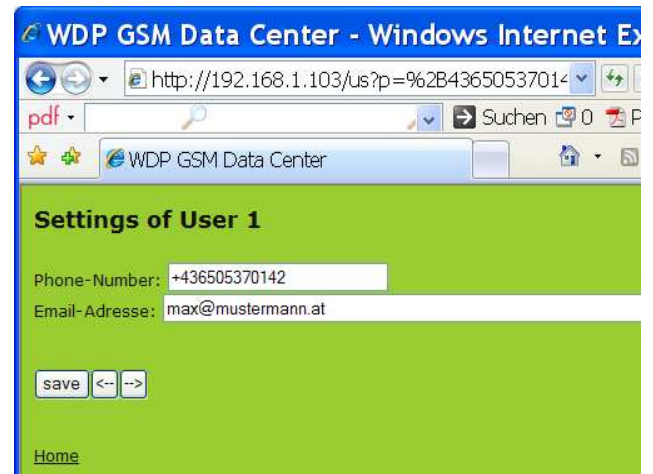 WDP GSM Data Center - Windows Internet Ex
http://192.168.1.103/us?p=%2B43650537014
pdf Suchen 0 P
WDP GSM Data Center
Settings of User 1
Phone-Number: +436505370142
Email-Adresse: max@mustermann.at
save <-- -->
Home